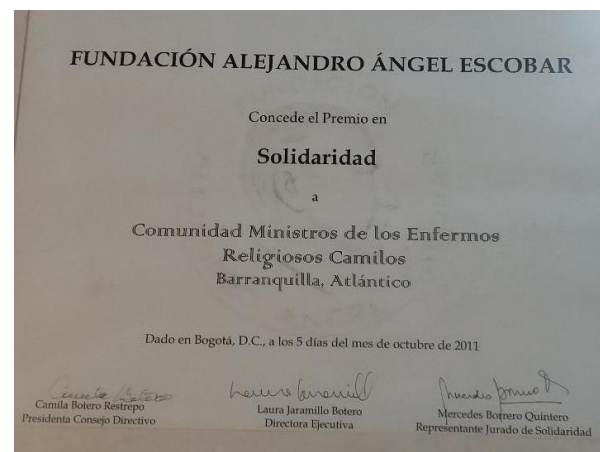 FUNDACIÓN ALEJANDRO ÁNGEL ESCOBAR
Concede el Premio en
Solidaridad
a
Comunidad Ministros de los Enfermos
Religiosos Camilos
Barranquilla, Atlántico
Dado en Bogotá, D.C., a los 5 días del mes de octubre de 2011
Camila Botero Restrepo
Presidenta Consejo Directivo
Laura Jaramillo Botero
Directora Ejecutiva
Mercedes Borrero Quintero
Representante Jurado de Solidaridad